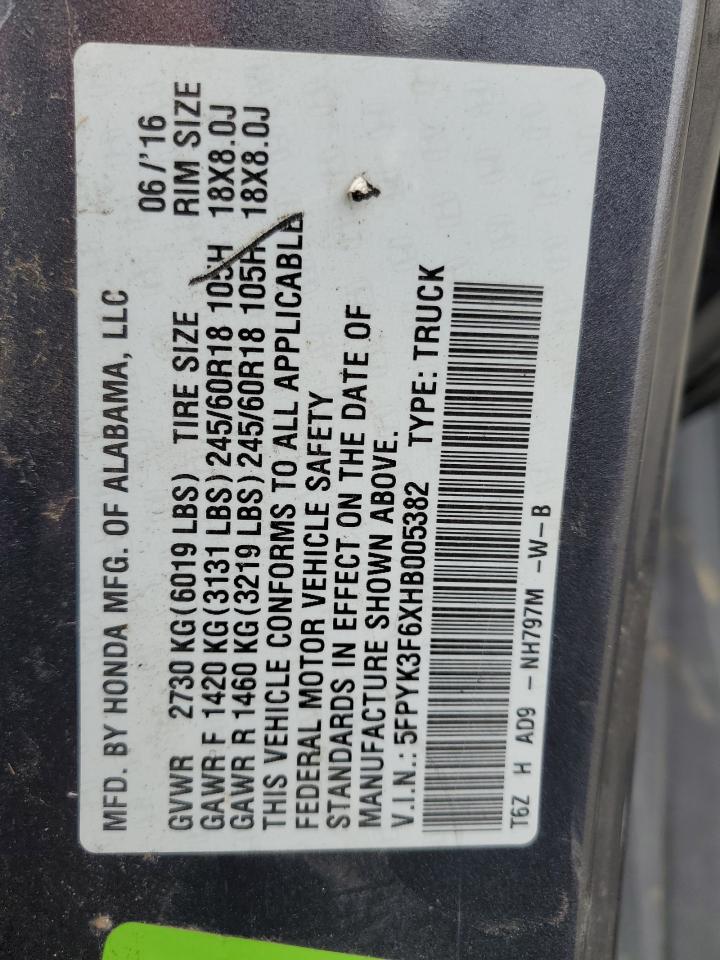 MFD. BY HONDA MFG. OF ALABAMA, LLC 06/'16
GVWR 2730 KG(6019 LBS) TIRE SIZE RIM SIZE
GAWR F 1420 KG(3131 LBS) 245/60R18 105H 18X8.0J
GAWR R 1460 KG(3219 LBS) 245/60R18 105H 18X8.0J
THIS VEHICLE CONFORMS TO ALL APPLICABLE
FEDERAL MOTOR VEHICLE SAFETY
STANDARDS IN EFFECT ON THE DATE OF
MANUFACTURE SHOWN ABOVE.
V.I.N.: 5FPYK3F6XHB005382 TYPE: TRUCK
T6Z H AD9 -NH797M -W-B